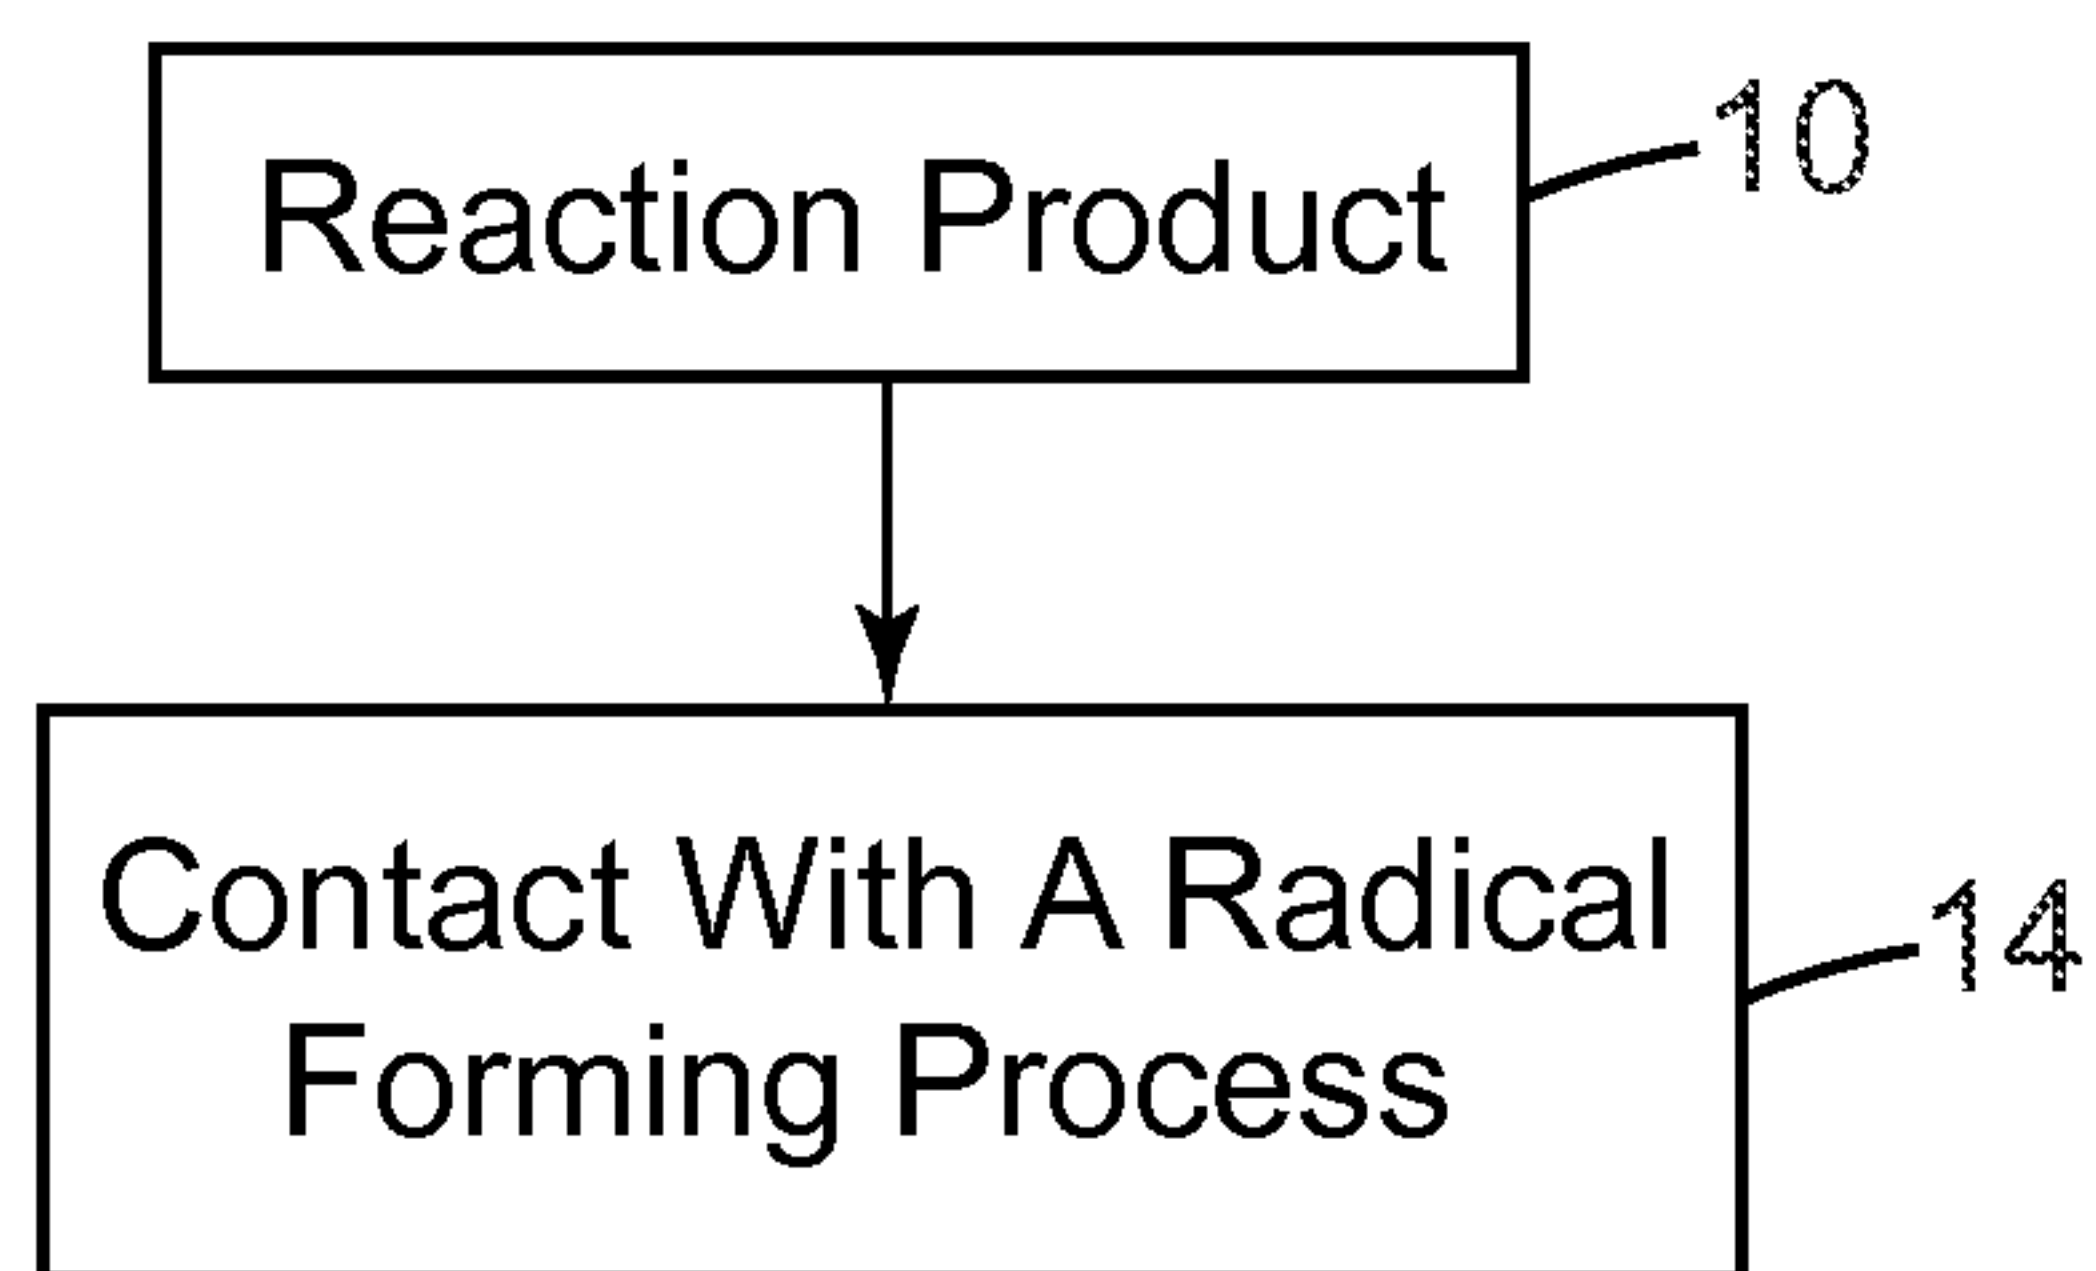 Reaction Product
10
Contact With A Radical
Forming Process
14